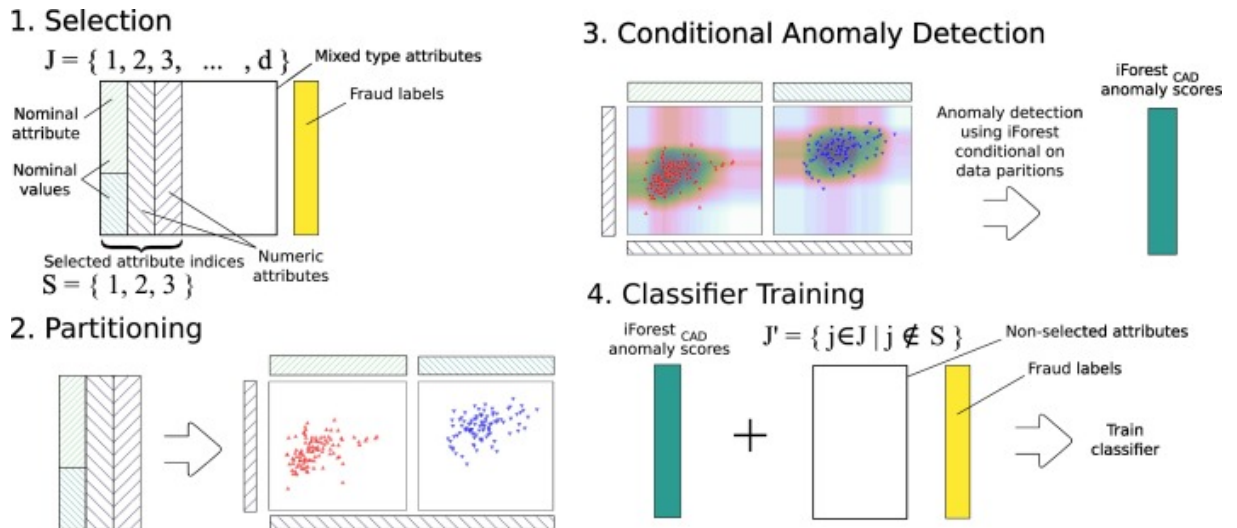 1. Selection
J = { 1, 2, 3, ... , d }
Mixed type attributes
Fraud labels
Nominal
attribute
Nominal
values
Selected attribute indices
S = { 1, 2, 3 }
Numeric
attributes
2. Partitioning
3. Conditional Anomaly Detection
Anomaly detection
using iForest
conditional on
data paritions
iForest CAD
anomaly scores
4. Classifier Training
iForest CAD
anomaly scores
J' = { j∈J | j ∉ S }
Non-selected attributes
Fraud labels
+
Train
classifier